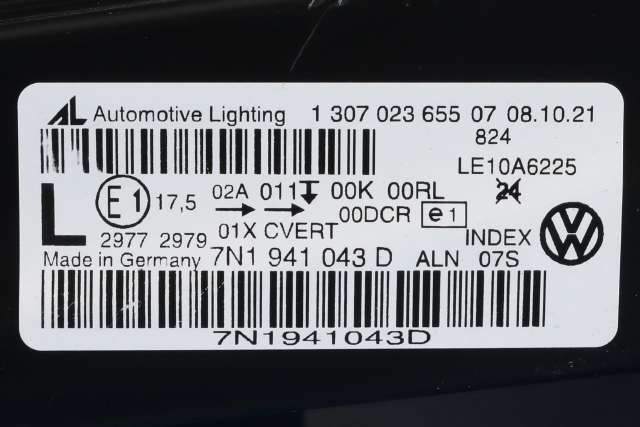 AL Automotive Lighting 1 307 023 655 07 08.10.21
824
LE10A6225
24
L E1 17,5 02A 011 00K 00RL
00DCR e1
01X CVERT
2977 2979
INDEX
Made in Germany 7N1 941 043 D ALN 07S
7N1941043D